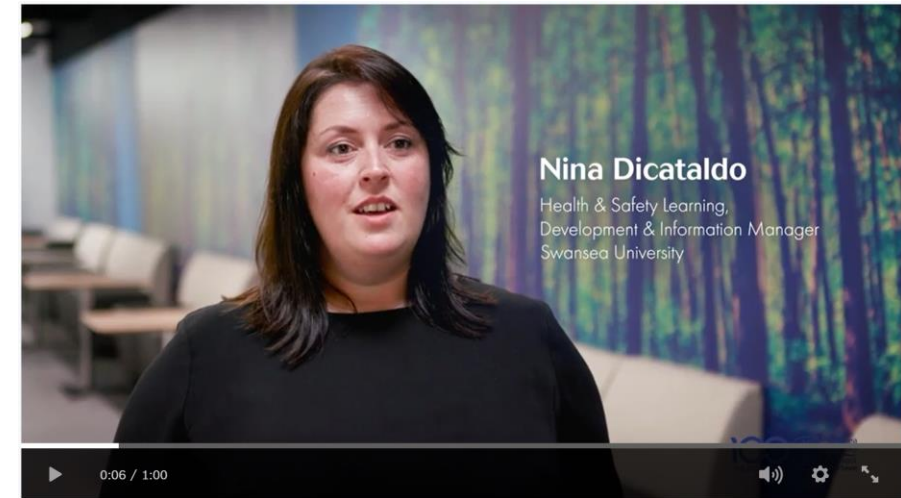 Nina Dicataldo
Health & Safety Learning,
Development & Information Manager
Swansea University
0:06 / 1:00